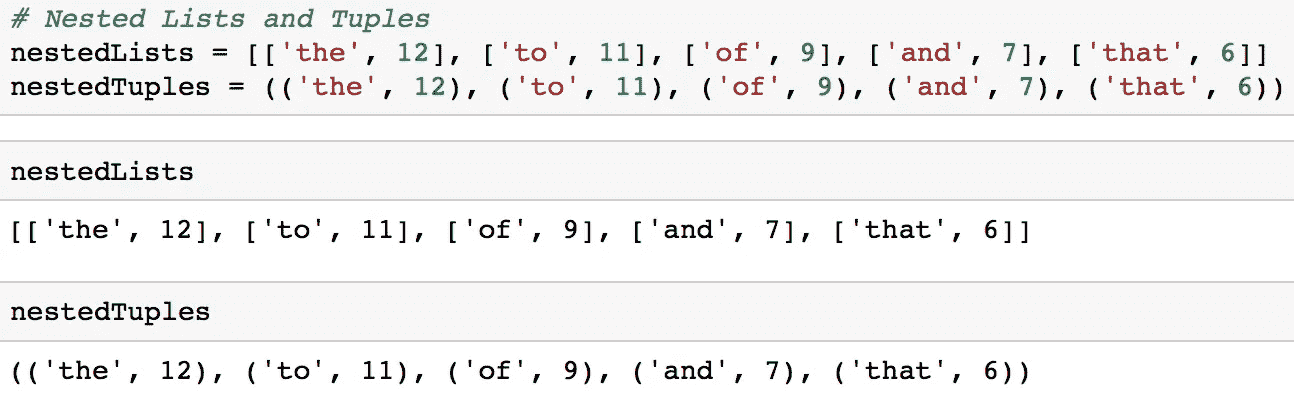 # Nested Lists and Tuples
nestedLists = [['the', 12], ['to', 11], ['of', 9], ['and', 7], ['that', 6]]
nestedTuples = (('the', 12), ('to', 11), ('of', 9), ('and', 7), ('that', 6))
nestedLists
[['the', 12], ['to', 11], ['of', 9], ['and', 7], ['that', 6]]
nestedTuples
(('the', 12), ('to', 11), ('of', 9), ('and', 7), ('that', 6))